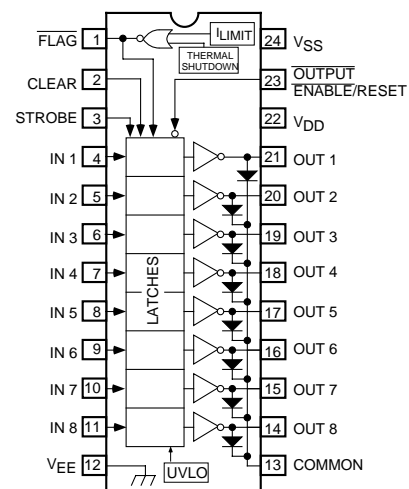 FLAG 1
CLEAR 2
STROBE 3
IN 1 4
IN 2 5
IN 3 6
IN 4 7
IN 5 8
IN 6 9
IN 7 10
IN 8 11
VEE 12
ILIMIT
THERMAL
SHUTDOWN
LATCHES
UVLO
24 VSS
23 OUTPUT
ENABLE/RESET
22 VDD
21 OUT 1
20 OUT 2
19 OUT 3
18 OUT 4
17 OUT 5
16 OUT 6
15 OUT 7
14 OUT 8
13 COMMON